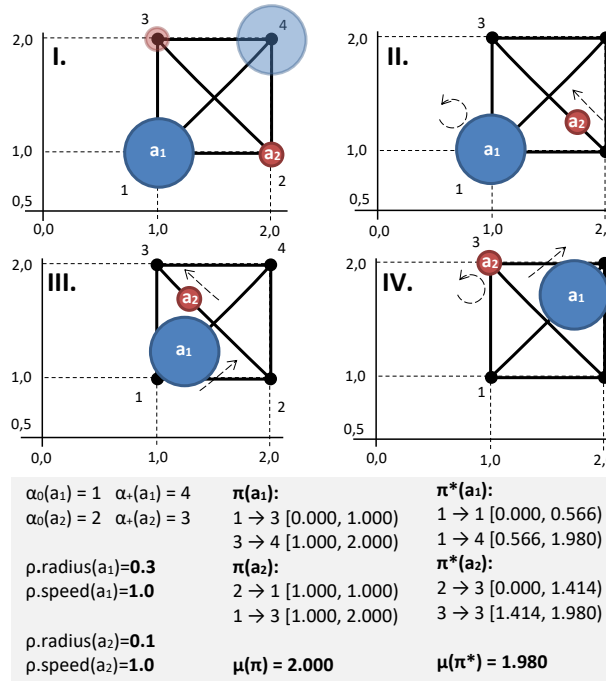 3
4
2,0
I.
1,0
a₁
a₂
1
2
0,5
0,0
1,0
2,0
3
2,0
II.
a₂
1,0
a₁
1
0,5
0,0
1,0
2,
3
4
2,0
III.
a₂
a₁
1,0
1
2
0,5
0,0
1,0
2,0
3
2,0
a₂
IV.
a₁
1,0
1
0,5
0,0
1,0
2,
α₀(a₁) = 1 α₊(a₁) = 4
α₀(a₂) = 2 α₊(a₂) = 3
ρ.radius(a₁)=0.3
ρ.speed(a₁)=1.0
ρ.radius(a₂)=0.1
ρ.speed(a₂)=1.0
π(a₁):
1 → 3 [0.000, 1.000)
3 → 4 [1.000, 2.000)
π(a₂):
2 → 1 [0.000, 1.000)
1 → 3 [1.000, 2.000)
μ(π) = 2.000
π*(a₁):
1 → 1 [0.000, 0.566)
1 → 4 [0.566, 1.980)
π*(a₂):
2 → 3 [0.000, 1.414)
3 → 3 [1.414, 1.980)
μ(π*) = 1.980